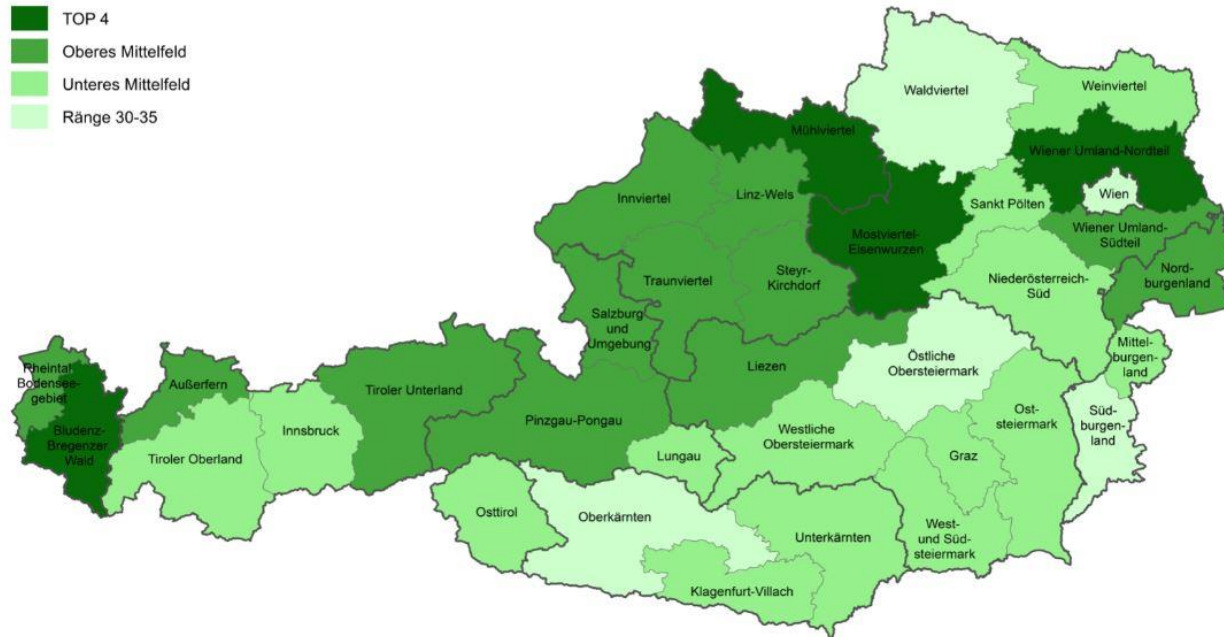 TOP 4
Oberes Mittelfeld
Unteres Mittelfeld
Ränge 30-35
Waldviertel
Weinviertel
Mühlviertel
Wiener Umland-Nordteil
Innviertel
Linz-Wels
Sankt Pölten
Wien
Mostviertel-
Eisenwurzen
Wiener Umland-
Südteil
Traunviertel
Steyr-
Kirchdorf
Niederösterreich-
Süd
Nord-
burgenland
Salzburg
und
Umgebung
Mittel-
burgen-
land
Rheintal
Bodensee-
gebiet
Außerfern
Tiroler Unterland
Liezen
Östliche
Obersteiermark
Bludenz-
Bregenzer
Wald
Innsbruck
Pinzgau-Pongau
Ost-
steiermark
Süd-
burgen-
land
Tiroler Oberland
Lungau
Westliche
Obersteiermark
Graz
Osttirol
Oberkärnten
Unterkärnten
West-
und Süd-
steiermark
Klagenfurt-Villach